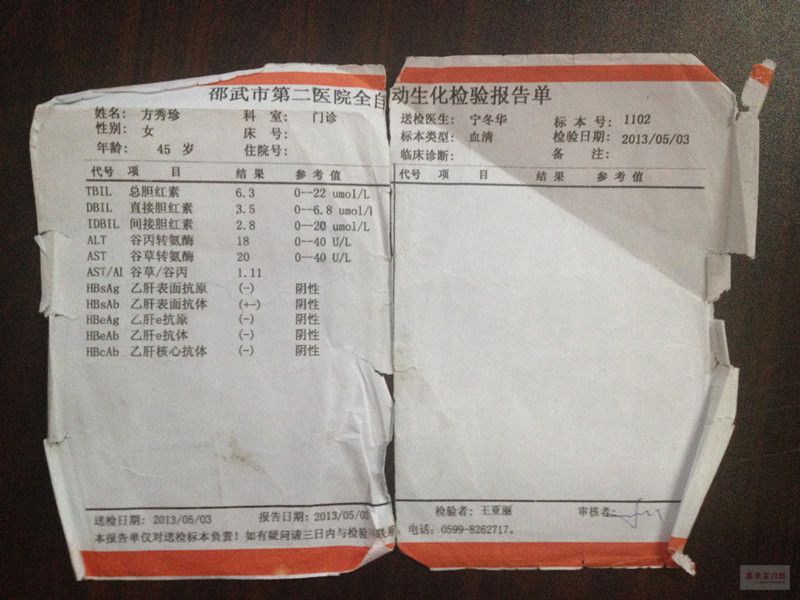 邵武市第二医院全自动生化检验报告单
姓名: 方秀珍 科 室: 门诊 送检医生: 宁冬华 标 本 号: 1102
性别: 女 床 号: 标本类型: 血清 检验日期: 2013/05/03
年龄: 45 岁 住院号: 临床诊断: 备 注:
代号 项 目 结 果 参 考 值 代号 项 目 结 果 参 考 值
TBIL 总胆红素 6.3 0--22 umol/L
DBIL 直接胆红素 3.5 0--6.8 umol/l
IDBIL 间接胆红素 2.8 0--20 umol/L
ALT 谷丙转氨酶 18 0--40 U/L
AST 谷草转氨酶 20 0--40 U/L
AST/Al 谷草/谷丙 1.11
HBsAg 乙肝表面抗原 (-) 阴性
HBsAb 乙肝表面抗体 (+-) 阴性
HBeAg 乙肝e抗原 (-) 阴性
HBeAb 乙肝e抗体 (-) 阴性
HBcAb 乙肝核心抗体 (-) 阴性
送检日期: 2013/05/03 报告日期: 2013/05/03 检验者: 王亚丽 审核者:
本报告单仅对送检标本负责！如有疑问请三日内与检验 联系 电话: 0599-8262717。